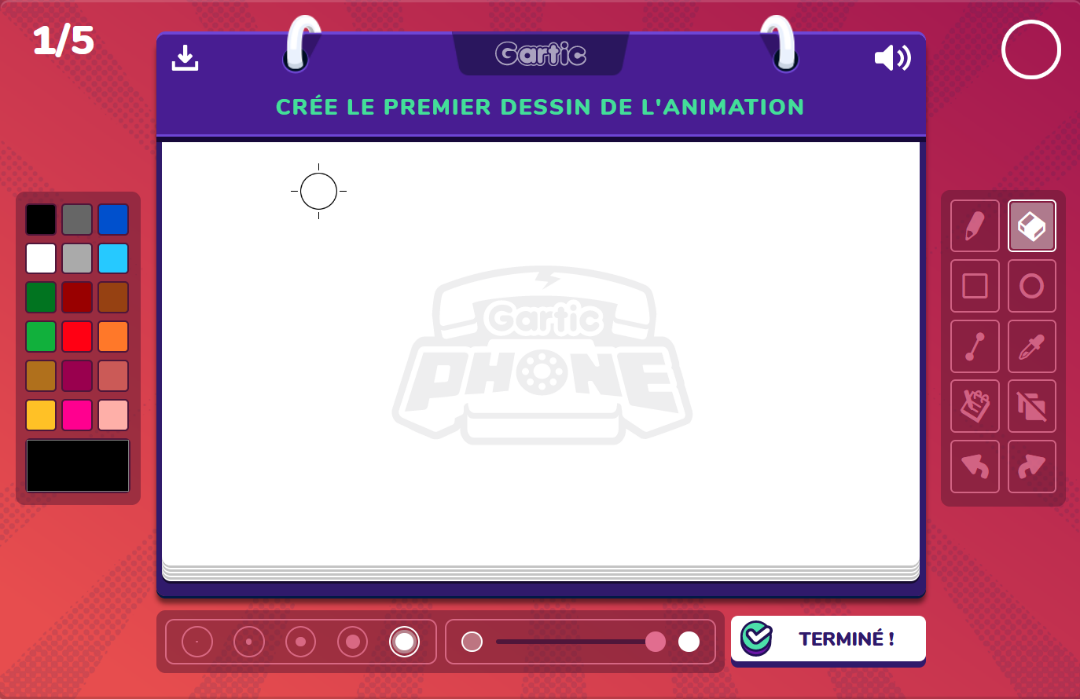 1/5
Gartic
CRÉE LE PREMIER DESSIN DE L'ANIMATION
Gartic
PHONE
TERMINÉ !